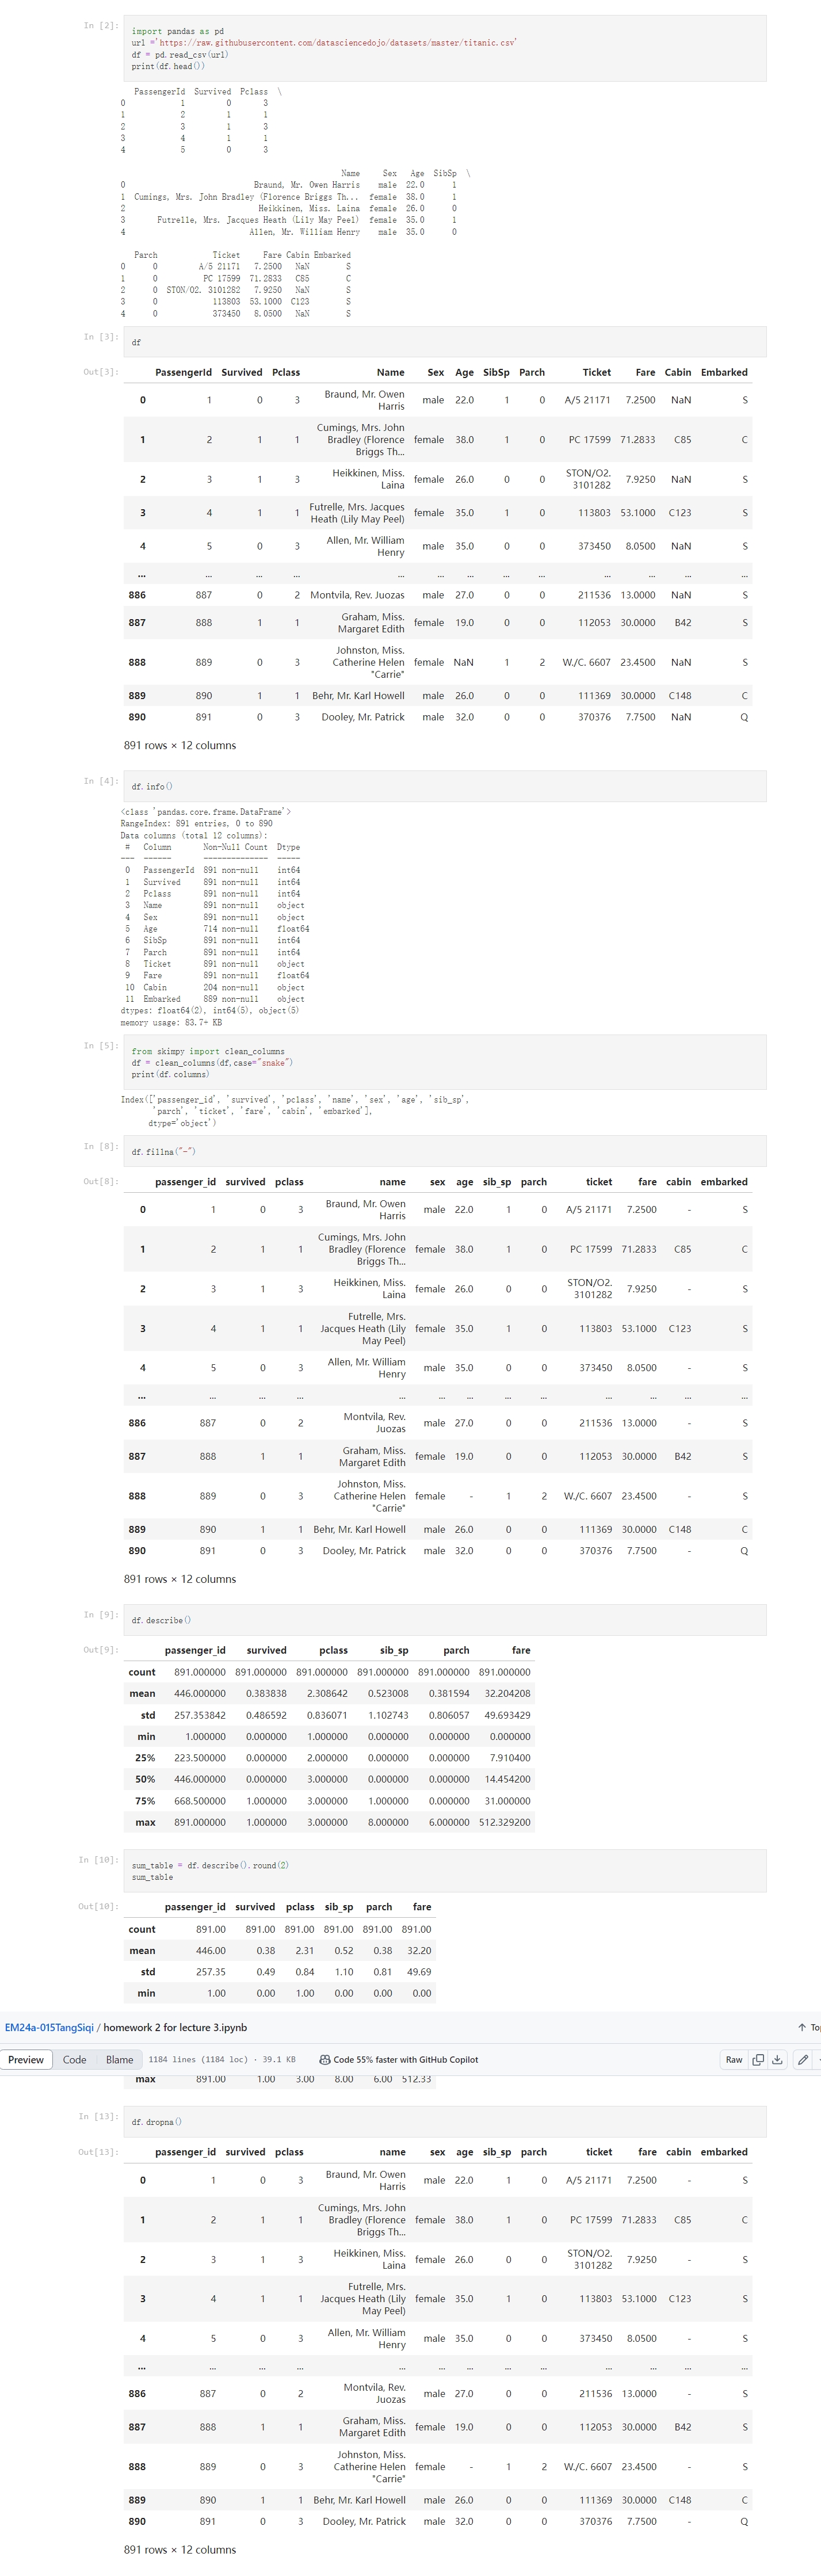 In [2]:
import pandas as pd
url ='https://raw.githubusercontent.com/datasciencedojo/datasets/master/titanic.csv'
df = pd.read_csv(url)
print(df.head())
PassengerId Survived Pclass \
0 1 0 3
1 2 1 1
2 3 1 3
3 4 1 1
4 5 0 3
Name Sex Age SibSp \
0 Braund, Mr. Owen Harris male 22.0 1
1 Cumings, Mrs. John Bradley (Florence Briggs Th... female 38.0 1
2 Heikkinen, Miss. Laina female 26.0 0
3 Futrelle, Mrs. Jacques Heath (Lily May Peel) female 35.0 1
4 Allen, Mr. William Henry male 35.0 0
Parch Ticket Fare Cabin Embarked
0 0 A/5 21171 7.2500 NaN S
1 0 PC 17599 71.2833 C85 C
2 0 STON/O2. 3101282 7.9250 NaN S
3 0 113803 53.1000 C123 S
4 0 373450 8.0500 NaN S
In [3]:
df
Out[3]:
PassengerId Survived Pclass Name Sex Age SibSp Parch Ticket Fare Cabin Embarked
0 1 0 3 Braund, Mr. Owen Harris male 22.0 1 0 A/5 21171 7.2500 NaN S
1 2 1 1 Cumings, Mrs. John Bradley (Florence Briggs Th... female 38.0 1 0 PC 17599 71.2833 C85 C
2 3 1 3 Heikkinen, Miss. Laina female 26.0 0 0 STON/O2. 3101282 7.9250 NaN S
3 4 1 1 Futrelle, Mrs. Jacques Heath (Lily May Peel) female 35.0 1 0 113803 53.1000 C123 S
4 5 0 3 Allen, Mr. William Henry male 35.0 0 0 373450 8.0500 NaN S
... ... ... ... ... ... ... ... ... ... ... ... ...
886 887 0 2 Montvila, Rev. Juozas male 27.0 0 0 211536 13.0000 NaN S
887 888 1 1 Graham, Miss. Margaret Edith female 19.0 0 0 112053 30.0000 B42 S
888 889 0 3 Johnston, Miss. Catherine Helen "Carrie" female NaN 1 2 W./C. 6607 23.4500 NaN S
889 890 1 1 Behr, Mr. Karl Howell male 26.0 0 0 111369 30.0000 C148 C
890 891 0 3 Dooley, Mr. Patrick male 32.0 0 0 370376 7.7500 NaN Q
891 rows × 12 columns
In [4]:
df.info()
<class 'pandas.core.frame.DataFrame'>
RangeIndex: 891 entries, 0 to 890
Data columns (total 12 columns):
# Column Non-Null Count Dtype
--- ------ -------------- -----
0 PassengerId 891 non-null int64
1 Survived 891 non-null int64
2 Pclass 891 non-null int64
3 Name 891 non-null object
4 Sex 891 non-null object
5 Age 714 non-null float64
6 SibSp 891 non-null int64
7 Parch 891 non-null int64
8 Ticket 891 non-null object
9 Fare 891 non-null float64
10 Cabin 204 non-null object
11 Embarked 889 non-null object
dtypes: float64(2), int64(5), object(5)
memory usage: 83.7+ KB
In [5]:
from skimpy import clean_columns
df = clean_columns(df,case="snake")
print(df.columns)
Index(['passenger_id', 'survived', 'pclass', 'name', 'sex', 'age', 'sib_sp',
'parch', 'ticket', 'fare', 'cabin', 'embarked'],
dtype='object')
In [8]:
df.fillna("-")
Out[8]:
passenger_id survived pclass name sex age sib_sp parch ticket fare cabin embarked
0 1 0 3 Braund, Mr. Owen Harris male 22.0 1 0 A/5 21171 7.2500 - S
1 2 1 1 Cumings, Mrs. John Bradley (Florence Briggs Th... female 38.0 1 0 PC 17599 71.2833 C85 C
2 3 1 3 Heikkinen, Miss. Laina female 26.0 0 0 STON/O2. 3101282 7.9250 - S
3 4 1 1 Futrelle, Mrs. Jacques Heath (Lily May Peel) female 35.0 1 0 113803 53.1000 C123 S
4 5 0 3 Allen, Mr. William Henry male 35.0 0 0 373450 8.0500 - S
... ... ... ... ... ... ... ... ... ... ... ... ...
886 887 0 2 Montvila, Rev. Juozas male 27.0 0 0 211536 13.0000 - S
887 888 1 1 Graham, Miss. Margaret Edith female 19.0 0 0 112053 30.0000 B42 S
888 889 0 3 Johnston, Miss. Catherine Helen "Carrie" female - 1 2 W./C. 6607 23.4500 - S
889 890 1 1 Behr, Mr. Karl Howell male 26.0 0 0 111369 30.0000 C148 C
890 891 0 3 Dooley, Mr. Patrick male 32.0 0 0 370376 7.7500 - Q
891 rows × 12 columns
In [9]:
df.describe()
Out[9]:
passenger_id survived pclass sib_sp parch fare
count 891.000000 891.000000 891.000000 891.000000 891.000000 891.000000
mean 446.000000 0.383838 2.308642 0.523008 0.381594 32.204208
std 257.353842 0.486592 0.836071 1.102743 0.806057 49.693429
min 1.000000 0.000000 1.000000 0.000000 0.000000 0.000000
25% 223.500000 0.000000 2.000000 0.000000 0.000000 7.910400
50% 446.000000 0.000000 3.000000 0.000000 0.000000 14.454200
75% 668.500000 1.000000 3.000000 1.000000 0.000000 31.000000
max 891.000000 1.000000 3.000000 8.000000 6.000000 512.329200
In [10]:
sum_table = df.describe().round(2)
sum_table
Out[10]:
passenger_id survived pclass sib_sp parch fare
count 891.00 891.00 891.00 891.00 891.00 891.00
mean 446.00 0.38 2.31 0.52 0.38 32.20
std 257.35 0.49 0.84 1.10 0.81 49.69
min 1.00 0.00 1.00 0.00 0.00 0.00
EM24a-015TangSiqi / homework 2 for lecture 3.ipynb ↑ Top
Preview Code Blame 1184 lines (1184 loc) · 39.1 KB Code 55% faster with GitHub Copilot Raw
max 891.00 1.00 3.00 8.00 6.00 512.33
In [13]:
df.dropna()
Out[13]:
passenger_id survived pclass name sex age sib_sp parch ticket fare cabin embarked
0 1 0 3 Braund, Mr. Owen Harris male 22.0 1 0 A/5 21171 7.2500 - S
1 2 1 1 Cumings, Mrs. John Bradley (Florence Briggs Th... female 38.0 1 0 PC 17599 71.2833 C85 C
2 3 1 3 Heikkinen, Miss. Laina female 26.0 0 0 STON/O2. 3101282 7.9250 - S
3 4 1 1 Futrelle, Mrs. Jacques Heath (Lily May Peel) female 35.0 1 0 113803 53.1000 C123 S
4 5 0 3 Allen, Mr. William Henry male 35.0 0 0 373450 8.0500 - S
... ... ... ... ... ... ... ... ... ... ... ... ...
886 887 0 2 Montvila, Rev. Juozas male 27.0 0 0 211536 13.0000 - S
887 888 1 1 Graham, Miss. Margaret Edith female 19.0 0 0 112053 30.0000 B42 S
888 889 0 3 Johnston, Miss. Catherine Helen "Carrie" female - 1 2 W./C. 6607 23.4500 - S
889 890 1 1 Behr, Mr. Karl Howell male 26.0 0 0 111369 30.0000 C148 C
890 891 0 3 Dooley, Mr. Patrick male 32.0 0 0 370376 7.7500 - Q
891 rows × 12 columns